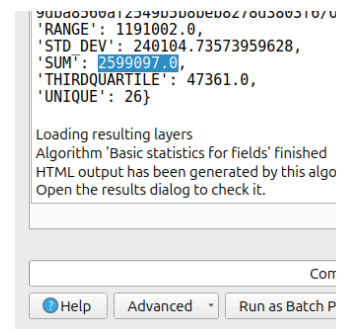 'RANGE': 1191002.0,
'STD_DEV': 240104.73573959628,
'SUM': 2599097.0,
'THIRDQUARTILE': 47361.0,
'UNIQUE': 26}
Loading resulting layers
Algorithm 'Basic statistics for fields' finished
HTML output has been generated by this algo
Open the results dialog to check it.
Com
Help Advanced Run as Batch P